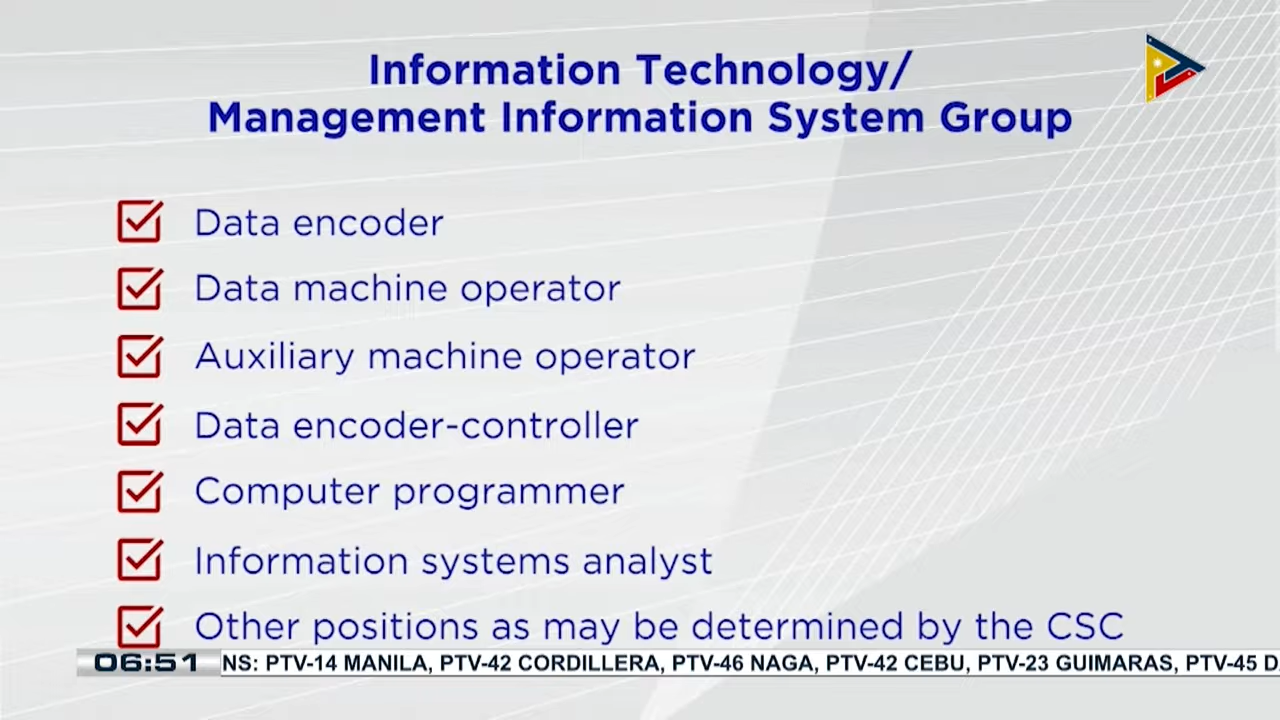 Information Technology/
Management Information System Group
Data encoder
Data machine operator
Auxiliary machine operator
Data encoder-controller
Computer programmer
Information systems analyst
Other positions as may be determined by the CSC
06:51 NS: PTV-14 MANILA, PTV-42 CORDILLERA, PTV-46 NAGA, PTV-42 CEBU, PTV-23 GUIMARAS, PTV-45 D